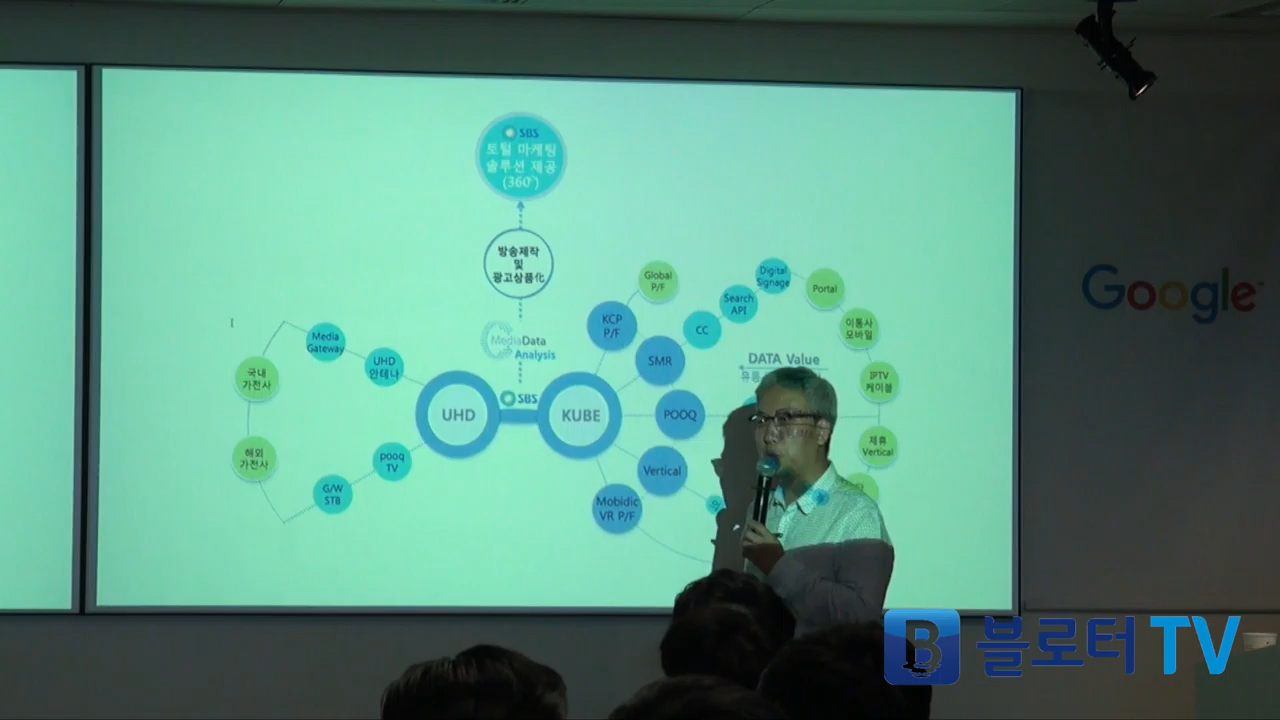 SBS
토털 마케팅
솔루션 제공
(360˚)
방송제작
및
광고상품化
MediaData
Analysis
SBS
UHD
KUBE
Media
Gateway
UHD
안테나
국내
가전사
해외
가전사
pooq
TV
G/W
STB
Global
P/F
KCP
P/F
SMR
POOQ
Vertical
Mobidic
VR P/F
CC
Search
API
Digital
Signage
Portal
이통사
모바일
IPTV
케이블
제휴
Vertical
DATA Value
Google
B
블로터TV